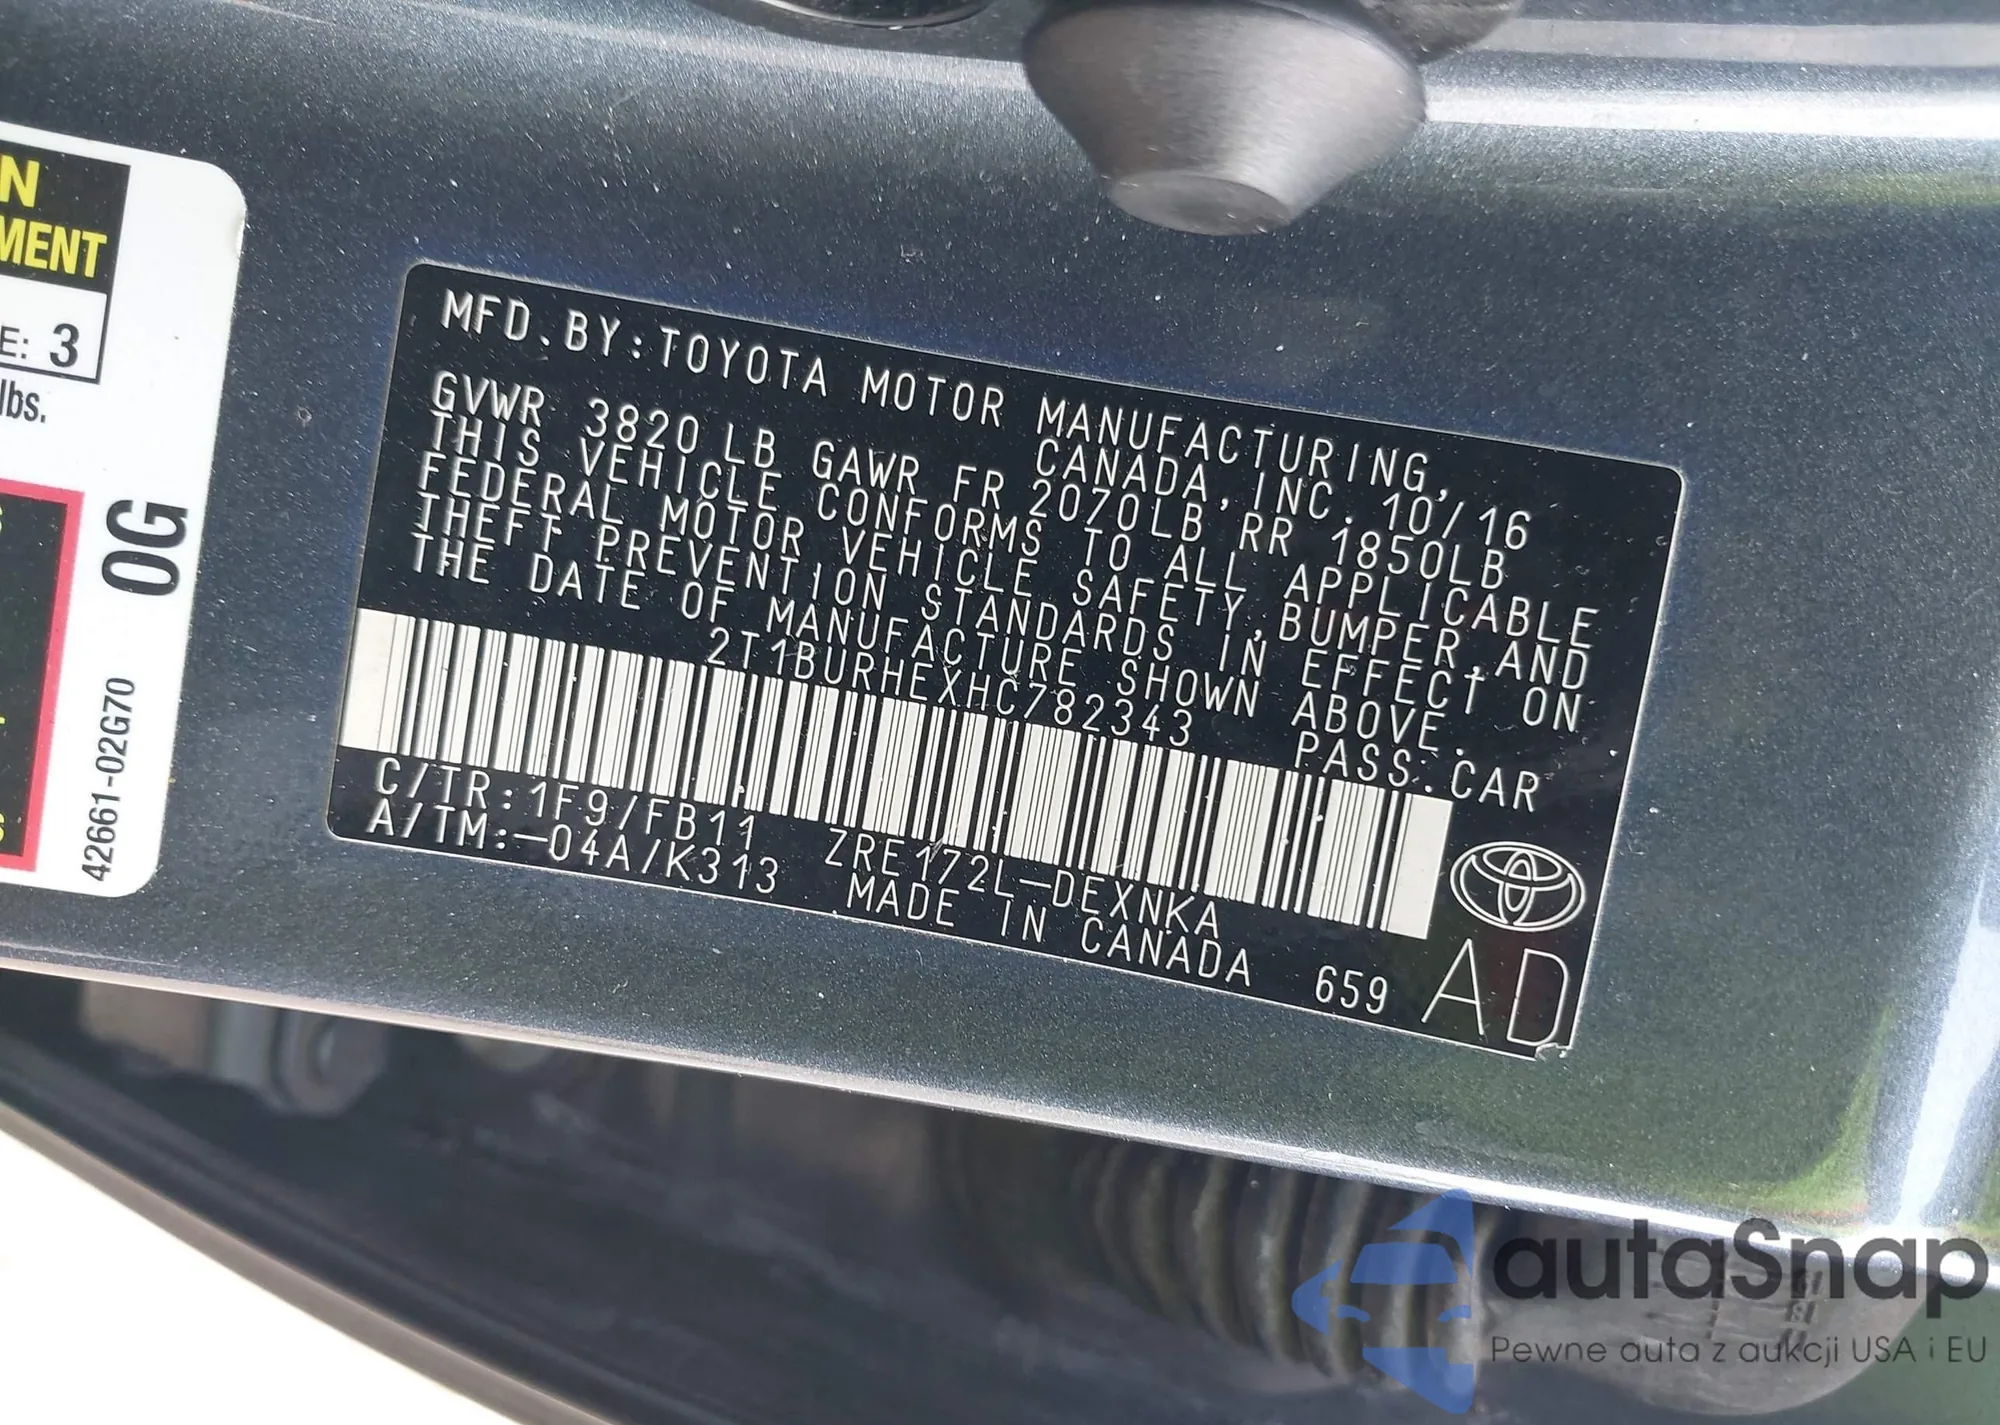 N
MENT
E: 3
lbs.
0G
42661-02G70
MFD.BY:TOYOTA MOTOR MANUFACTURING,
CANADA, INC. 10/16
GVWR 3820LB GAWR FR 2070LB RR 1850LB
THIS VEHICLE CONFORMS TO ALL APPLICABLE
FEDERAL MOTOR VEHICLE SAFETY, BUMPER, AND
THEFT PREVENTION STANDARDS IN EFFECT ON
THE DATE OF MANUFACTURE SHOWN ABOVE.
2T1BURHEXHC782343 PASS. CAR
C/TR:1F9/FB11 ZRE172L-DEXNKA
A/TM:-04A/K313 MADE IN CANADA 659 AD
autaSnap
Pewne auta z aukcji USA i EU